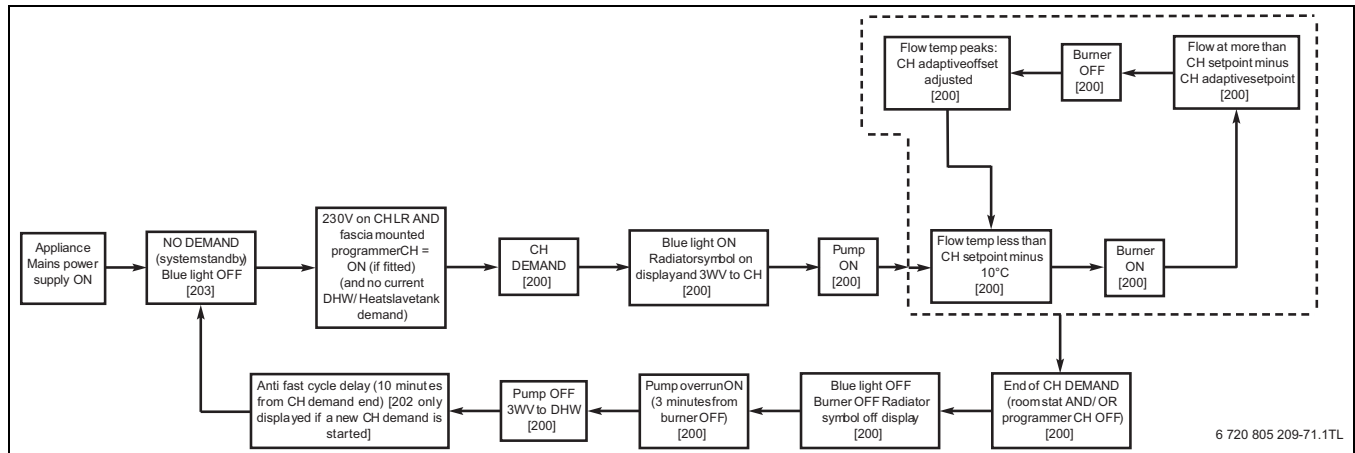 Appliance
Mains power
supply ON
NO DEMAND
(systemstandby)
Blue light OFF
[203]
230V on CHLR AND
fascia mounted
programmerCH =
ON (if fitted)
(and no current
DHW/ Heatslavetank
demand)
CH
DEMAND
[200]
Blue light ON
Radiatorsymbol on
displayand 3WV to CH
[200]
Pump
ON
[200]
Flow temp less than
CH setpoint minus
10°C
[200]
Burner
ON
[200]
Flow at more than
CH setpoint minus
CH adaptivesetpoint
[200]
Burner
OFF
[200]
Flow temp peaks:
CH adaptiveoffset
adjusted
[200]
End of CH DEMAND
(roomstat AND/ OR
programmer CH OFF)
[200]
Blue light OFF
Burner OFF Radiator
symbol off display
[200]
Pump overrunON
(3 minutes from
burner OFF)
[200]
Pump OFF
3WV to DHW
[200]
Anti fast cycle delay (10 minutes
from CH demand end) [202 only
displayed if a new CH demand is
started]
6 720 805 209-71.1TL